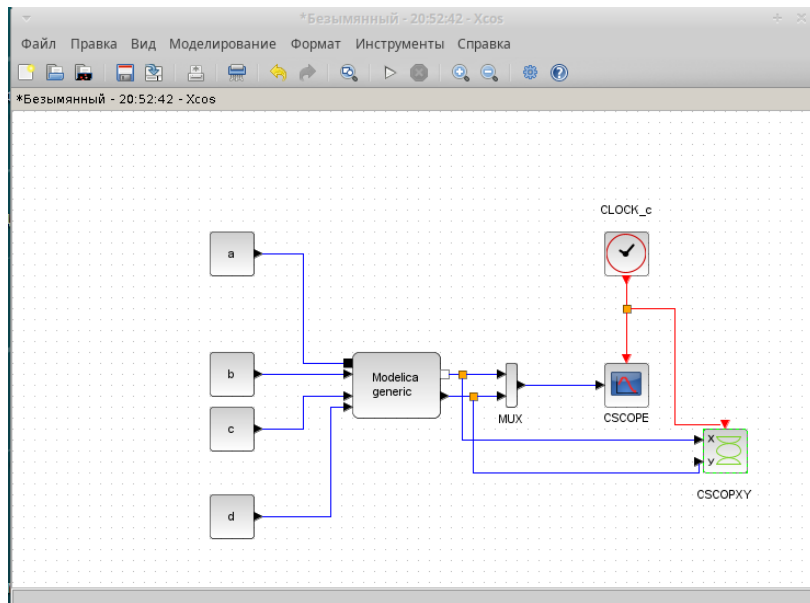 *Безымянный - 20:52:42 - Xcos
Файл Правка Вид Моделирование Формат Инструменты Справка
*Безымянный - 20:52:42 - Xcos
CLOCK_c
a
b
Modelica
generic
c
MUX
CSCOPE
X
y
CSCOPXY
d